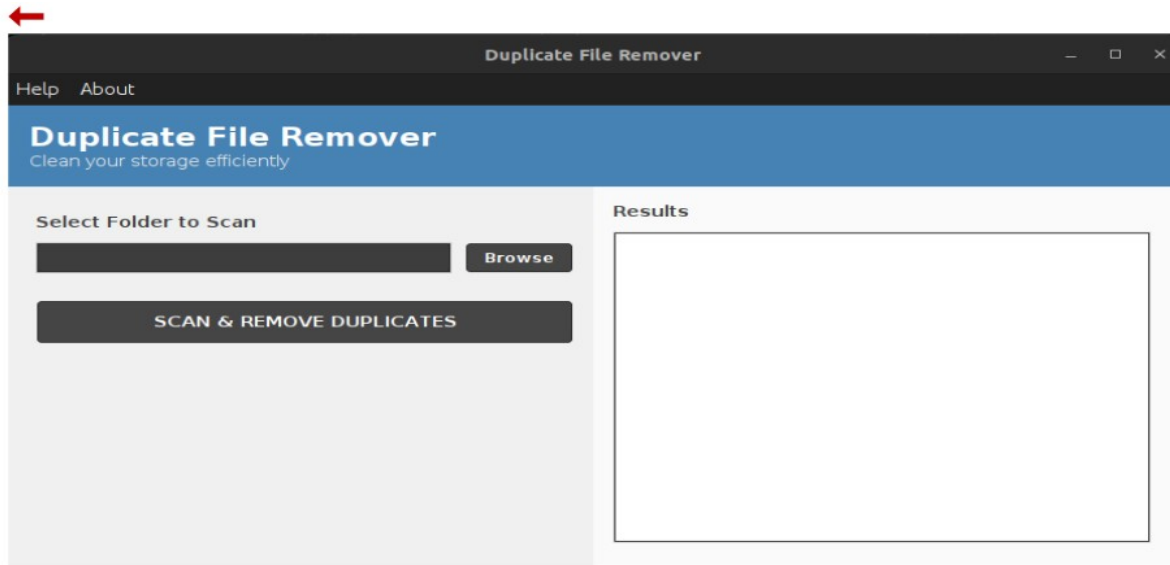 Duplicate File Remover
Help About
Duplicate File Remover
Clean your storage efficiently
Select Folder to Scan
Browse
SCAN & REMOVE DUPLICATES
Results